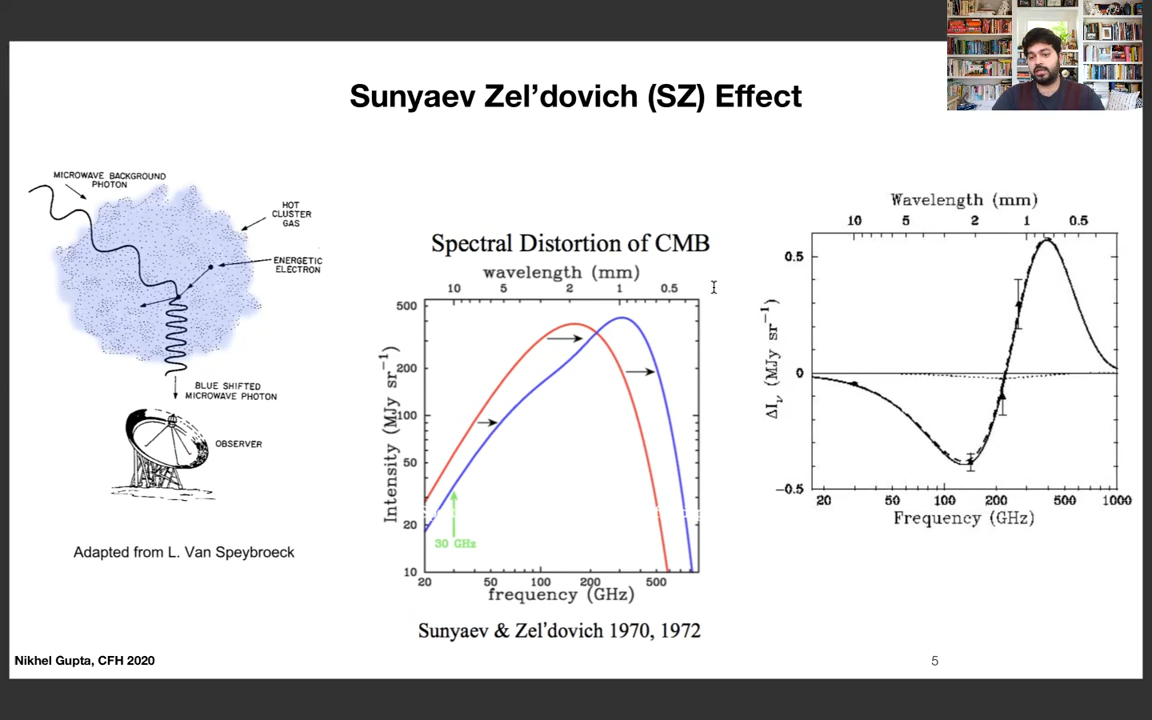 Sunyaev Zel’dovich (SZ) Effect
MICROWAVE BACKGROUND
PHOTON
HOT
CLUSTER
GAS
ENERGETIC
ELECTRON
BLUE SHIFTED
MICROWAVE PHOTON
OBSERVER
Adapted from L. Van Speybroeck
Spectral Distortion of CMB
wavelength (mm)
10 5 2 1 0.5
Intensity (MJy sr⁻¹)
500
200
100
50
20
10
30 GHz
20 50 100 200 500
frequency (GHz)
Sunyaev & Zel’dovich 1970, 1972
Wavelength (mm)
10 5 2 1 0.5
ΔIν (MJy sr⁻¹)
0.5
0
−0.5
20 50 100 200 500 1000
Frequency (GHz)
Nikhel Gupta, CFH 2020
5